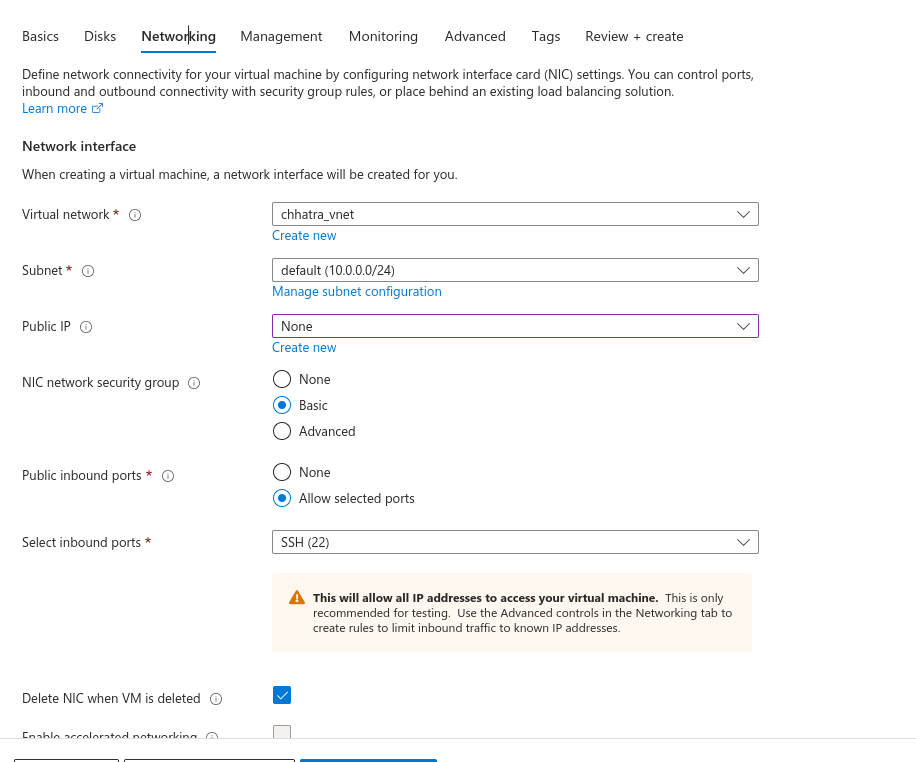 Basics Disks Networking Management Monitoring Advanced Tags Review + create
Define network connectivity for your virtual machine by configuring network interface card (NIC) settings. You can control ports,
inbound and outbound connectivity with security group rules, or place behind an existing load balancing solution.
Learn more
Network interface
When creating a virtual machine, a network interface will be created for you.
Virtual network *
chhatra_vnet
Create new
Subnet *
default (10.0.0.0/24)
Manage subnet configuration
Public IP
None
Create new
NIC network security group
None
Basic
Advanced
Public inbound ports *
None
Allow selected ports
Select inbound ports *
SSH (22)
This will allow all IP addresses to access your virtual machine. This is only
recommended for testing. Use the Advanced controls in the Networking tab to
create rules to limit inbound traffic to known IP addresses.
Delete NIC when VM is deleted
Enable accelerated networking